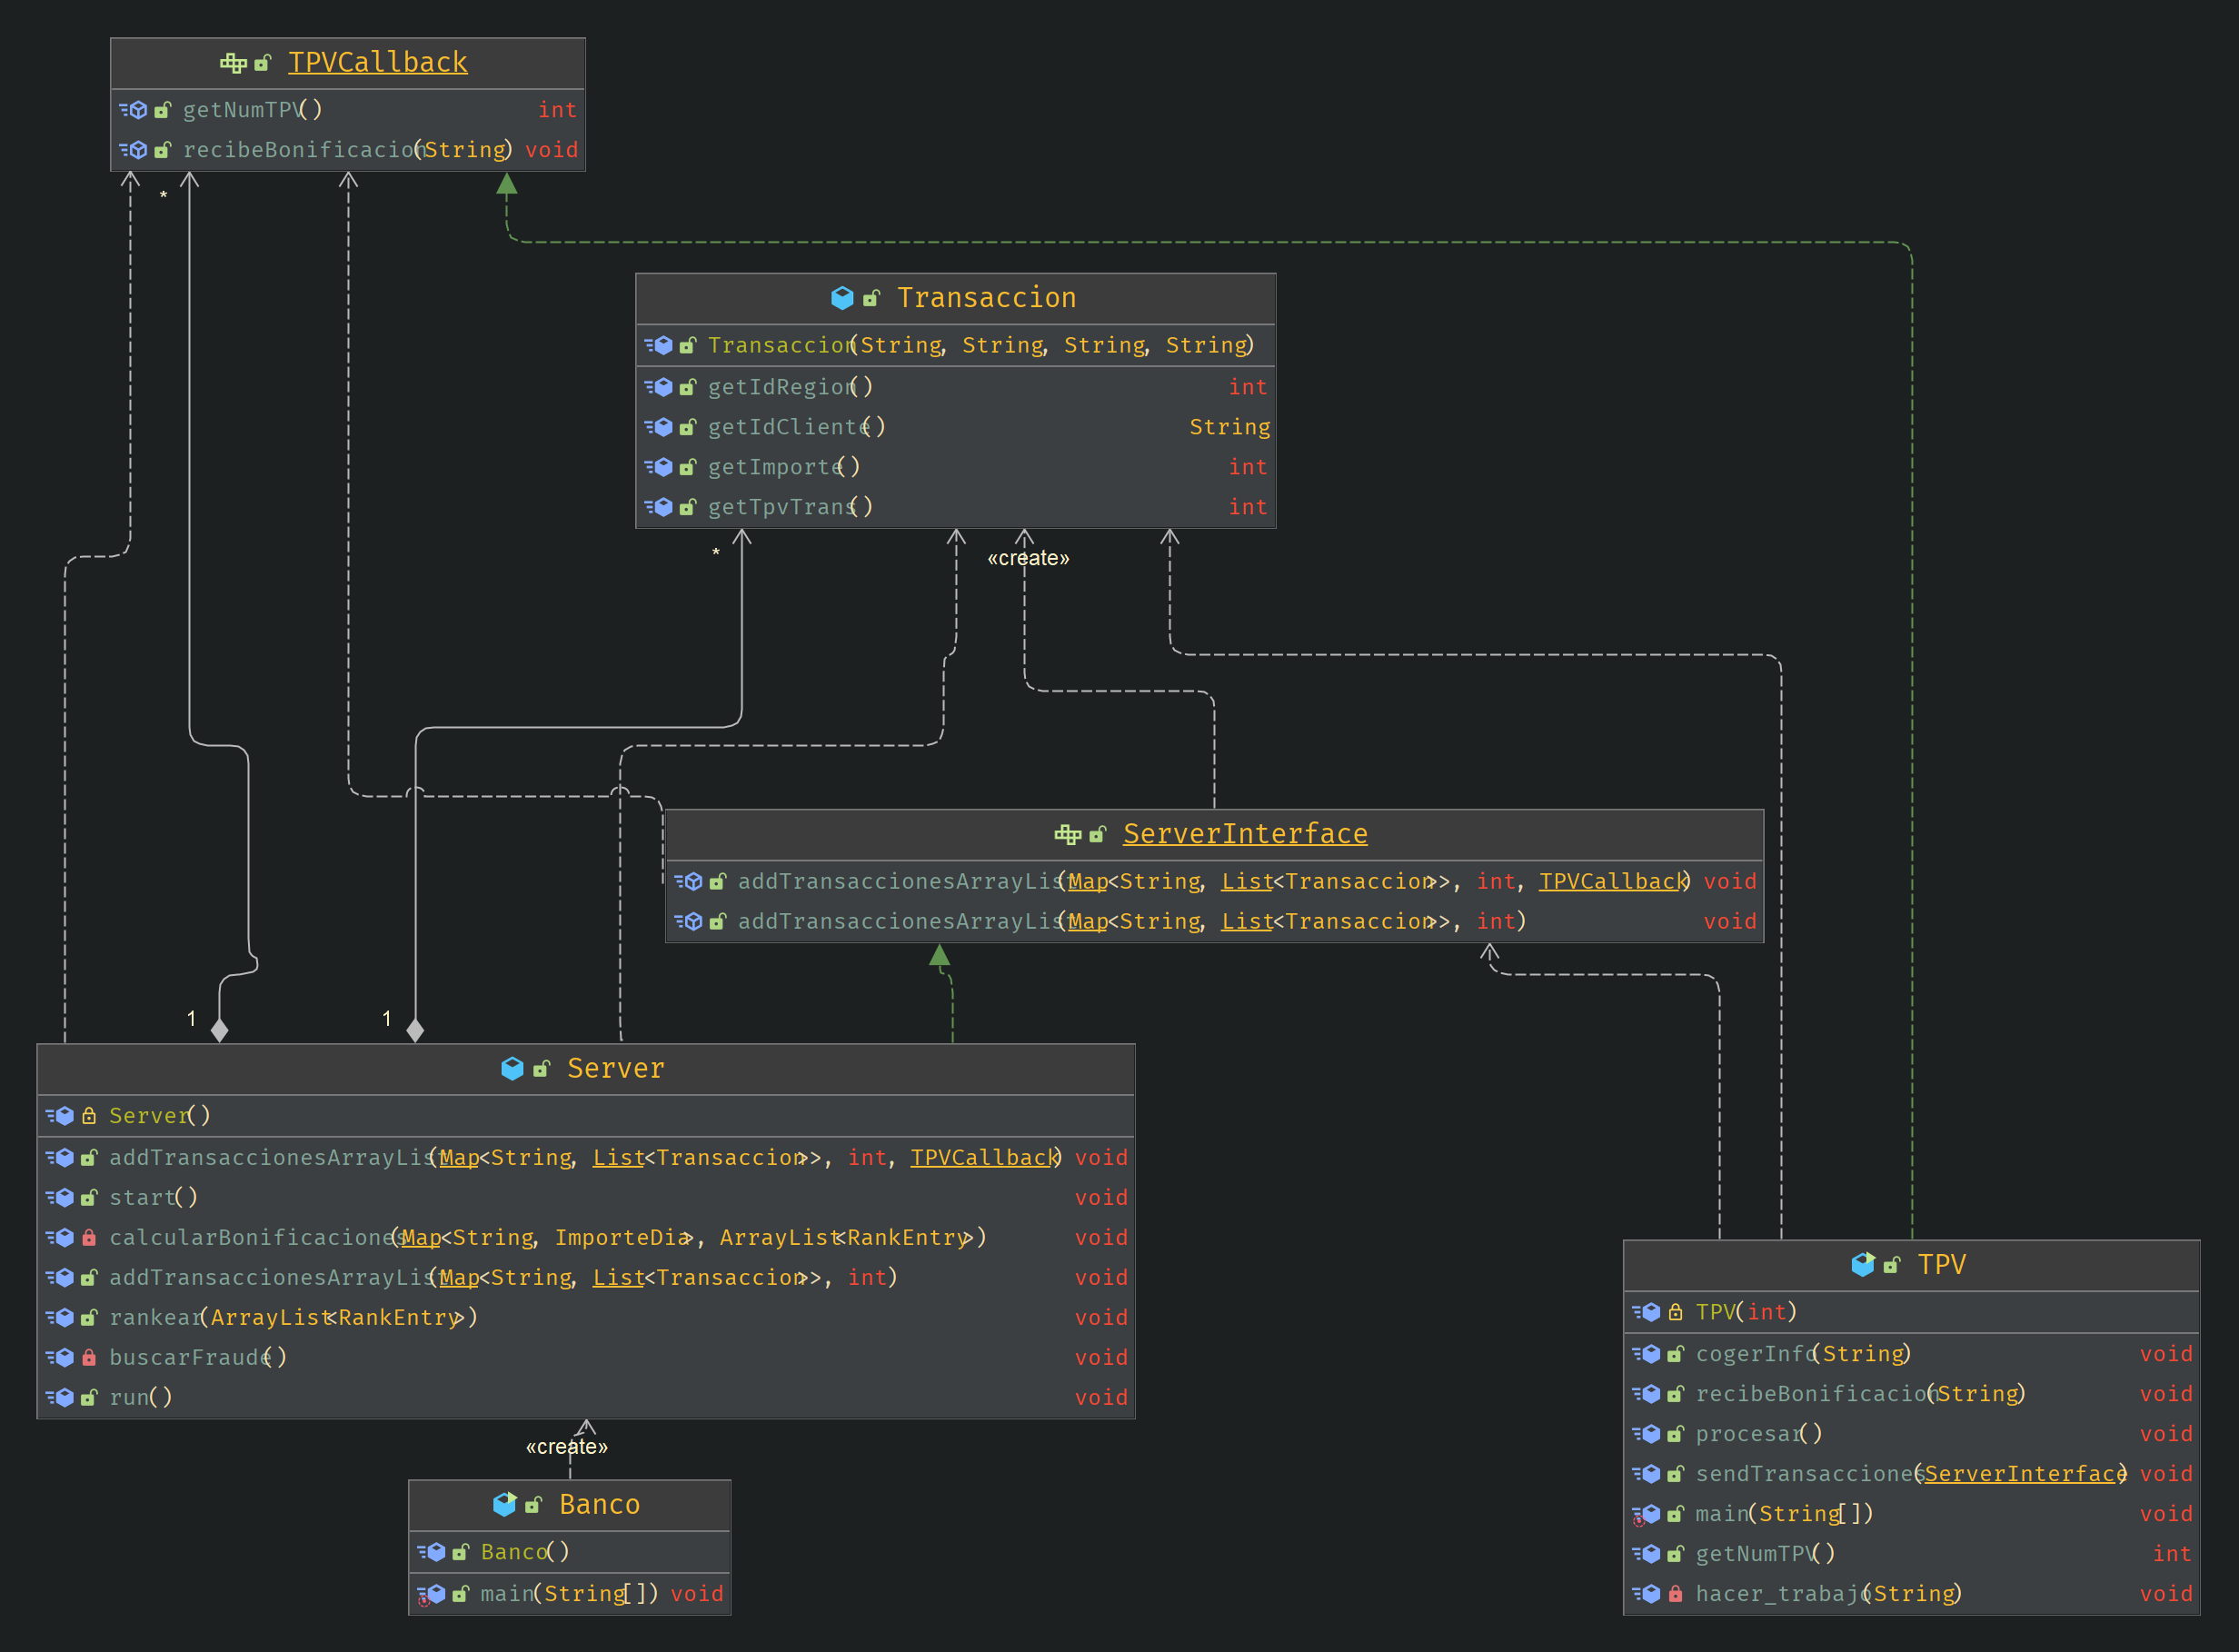 TPVCallback
getNumTPV() int
recibeBonificacion(String) void
*
Transaccion
Transaccion(String, String, String, String)
getIdRegion() int
getIdCliente() String
getImporte() int
getTpvTrans() int
*
«create»
ServerInterface
addTransaccionesArrayList(Map<String, List<Transaccion>>, int, TPVCallback) void
addTransaccionesArrayList(Map<String, List<Transaccion>>, int) void
1
1
Server
Server()
addTransaccionesArrayList(Map<String, List<Transaccion>>, int, TPVCallback) void
start() void
calcularBonificaciones(Map<String, ImporteDia>, ArrayList<RankEntry>) void
addTransaccionesArrayList(Map<String, List<Transaccion>>, int) void
rankear(ArrayList<RankEntry>) void
buscarFraude() void
run() void
«create»
Banco
Banco()
main(String[]) void
TPV
TPV(int)
cogerInfo(String) void
recibeBonificacion(String) void
procesar() void
sendTransacciones(ServerInterface) void
main(String[]) void
getNumTPV() int
hacer_trabajo(String) void